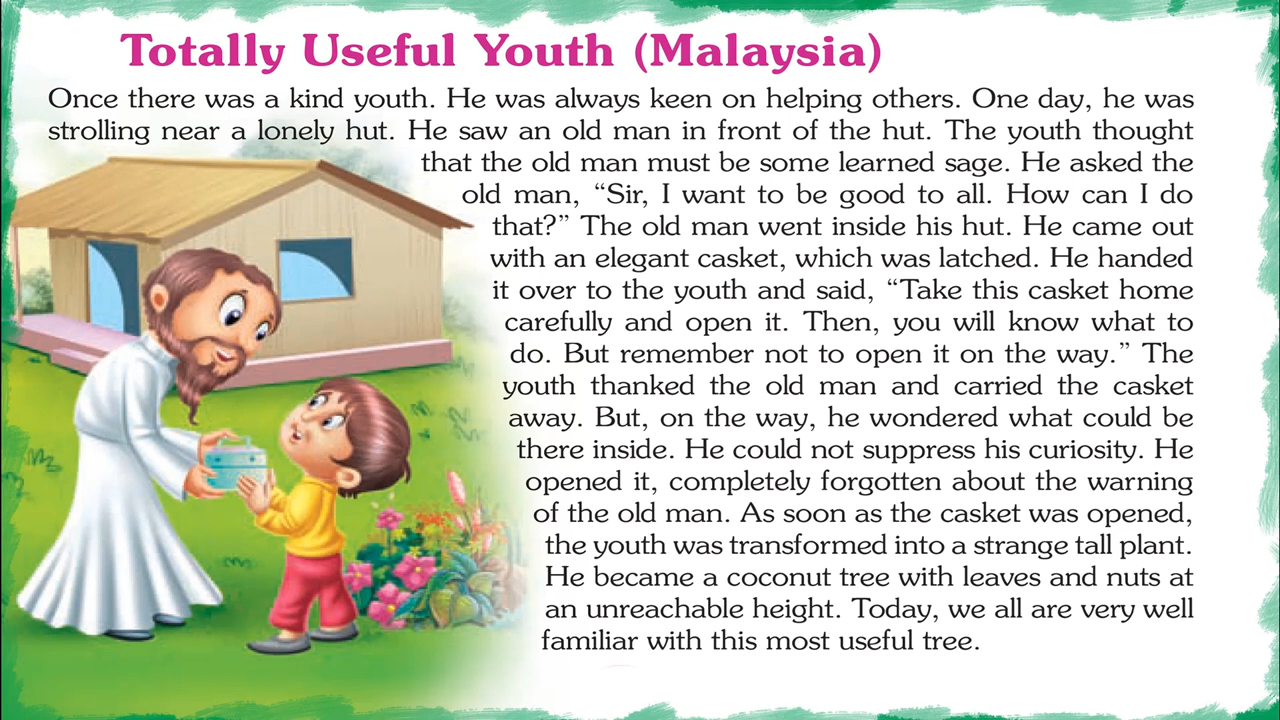 Totally Useful Youth (Malaysia)
Once there was a kind youth. He was always keen on helping others. One day, he was
strolling near a lonely hut. He saw an old man in front of the hut. The youth thought
that the old man must be some learned sage. He asked the
old man, “Sir, I want to be good to all. How can I do
that?” The old man went inside his hut. He came out
with an elegant casket, which was latched. He handed
it over to the youth and said, “Take this casket home
carefully and open it. Then, you will know what to
do. But remember not to open it on the way.” The
youth thanked the old man and carried the casket
away. But, on the way, he wondered what could be
there inside. He could not suppress his curiosity. He
opened it, completely forgotten about the warning
of the old man. As soon as the casket was opened,
the youth was transformed into a strange tall plant.
He became a coconut tree with leaves and nuts at
an unreachable height. Today, we all are very well
familiar with this most useful tree.